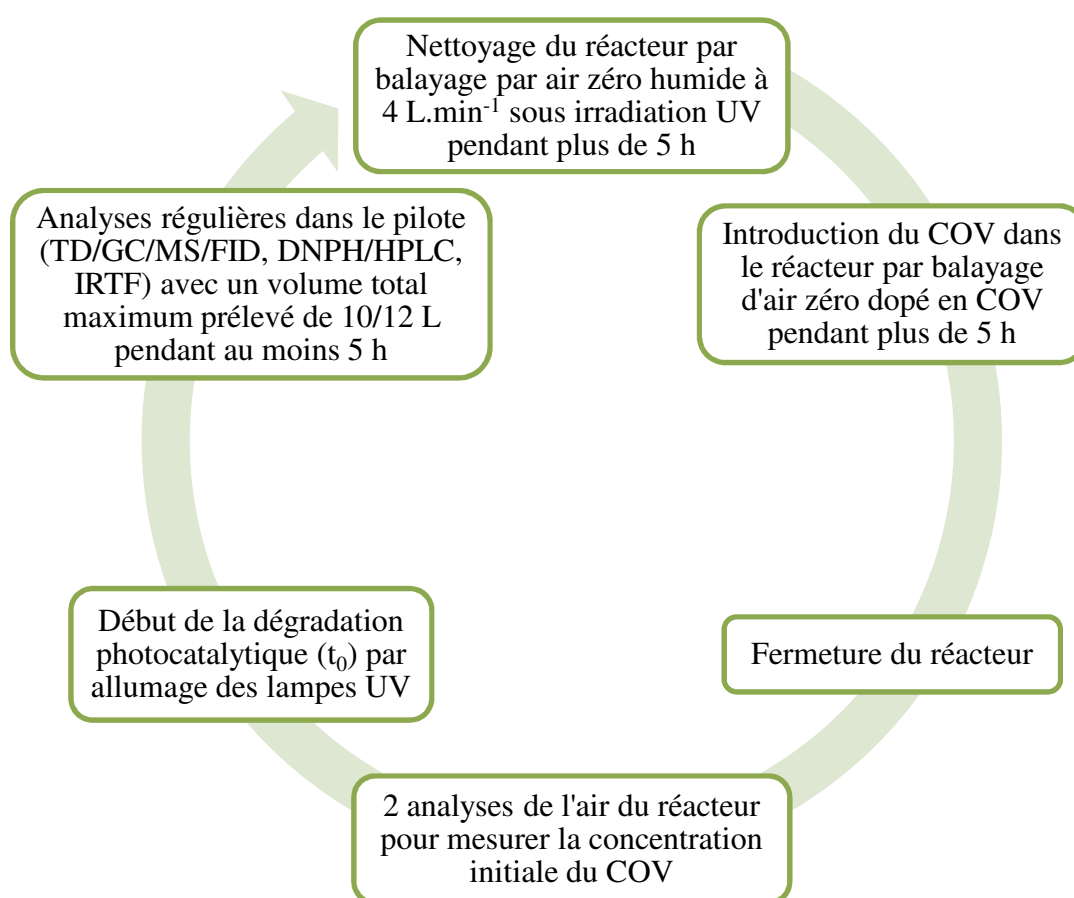 Nettoyage du réacteur par
balayage par air zéro humide à
4 L.min⁻¹ sous irradiation UV
pendant plus de 5 h
Introduction du COV dans
le réacteur par balayage
d'air zéro dopé en COV
pendant plus de 5 h
Fermeture du réacteur
2 analyses de l'air du réacteur
pour mesurer la concentration
initiale du COV
Début de la dégradation
photocatalytique (t₀) par
allumage des lampes UV
Analyses régulières dans le pilote
(TD/GC/MS/FID, DNPH/HPLC,
IRTF) avec un volume total
maximum prélevé de 10/12 L
pendant au moins 5 h